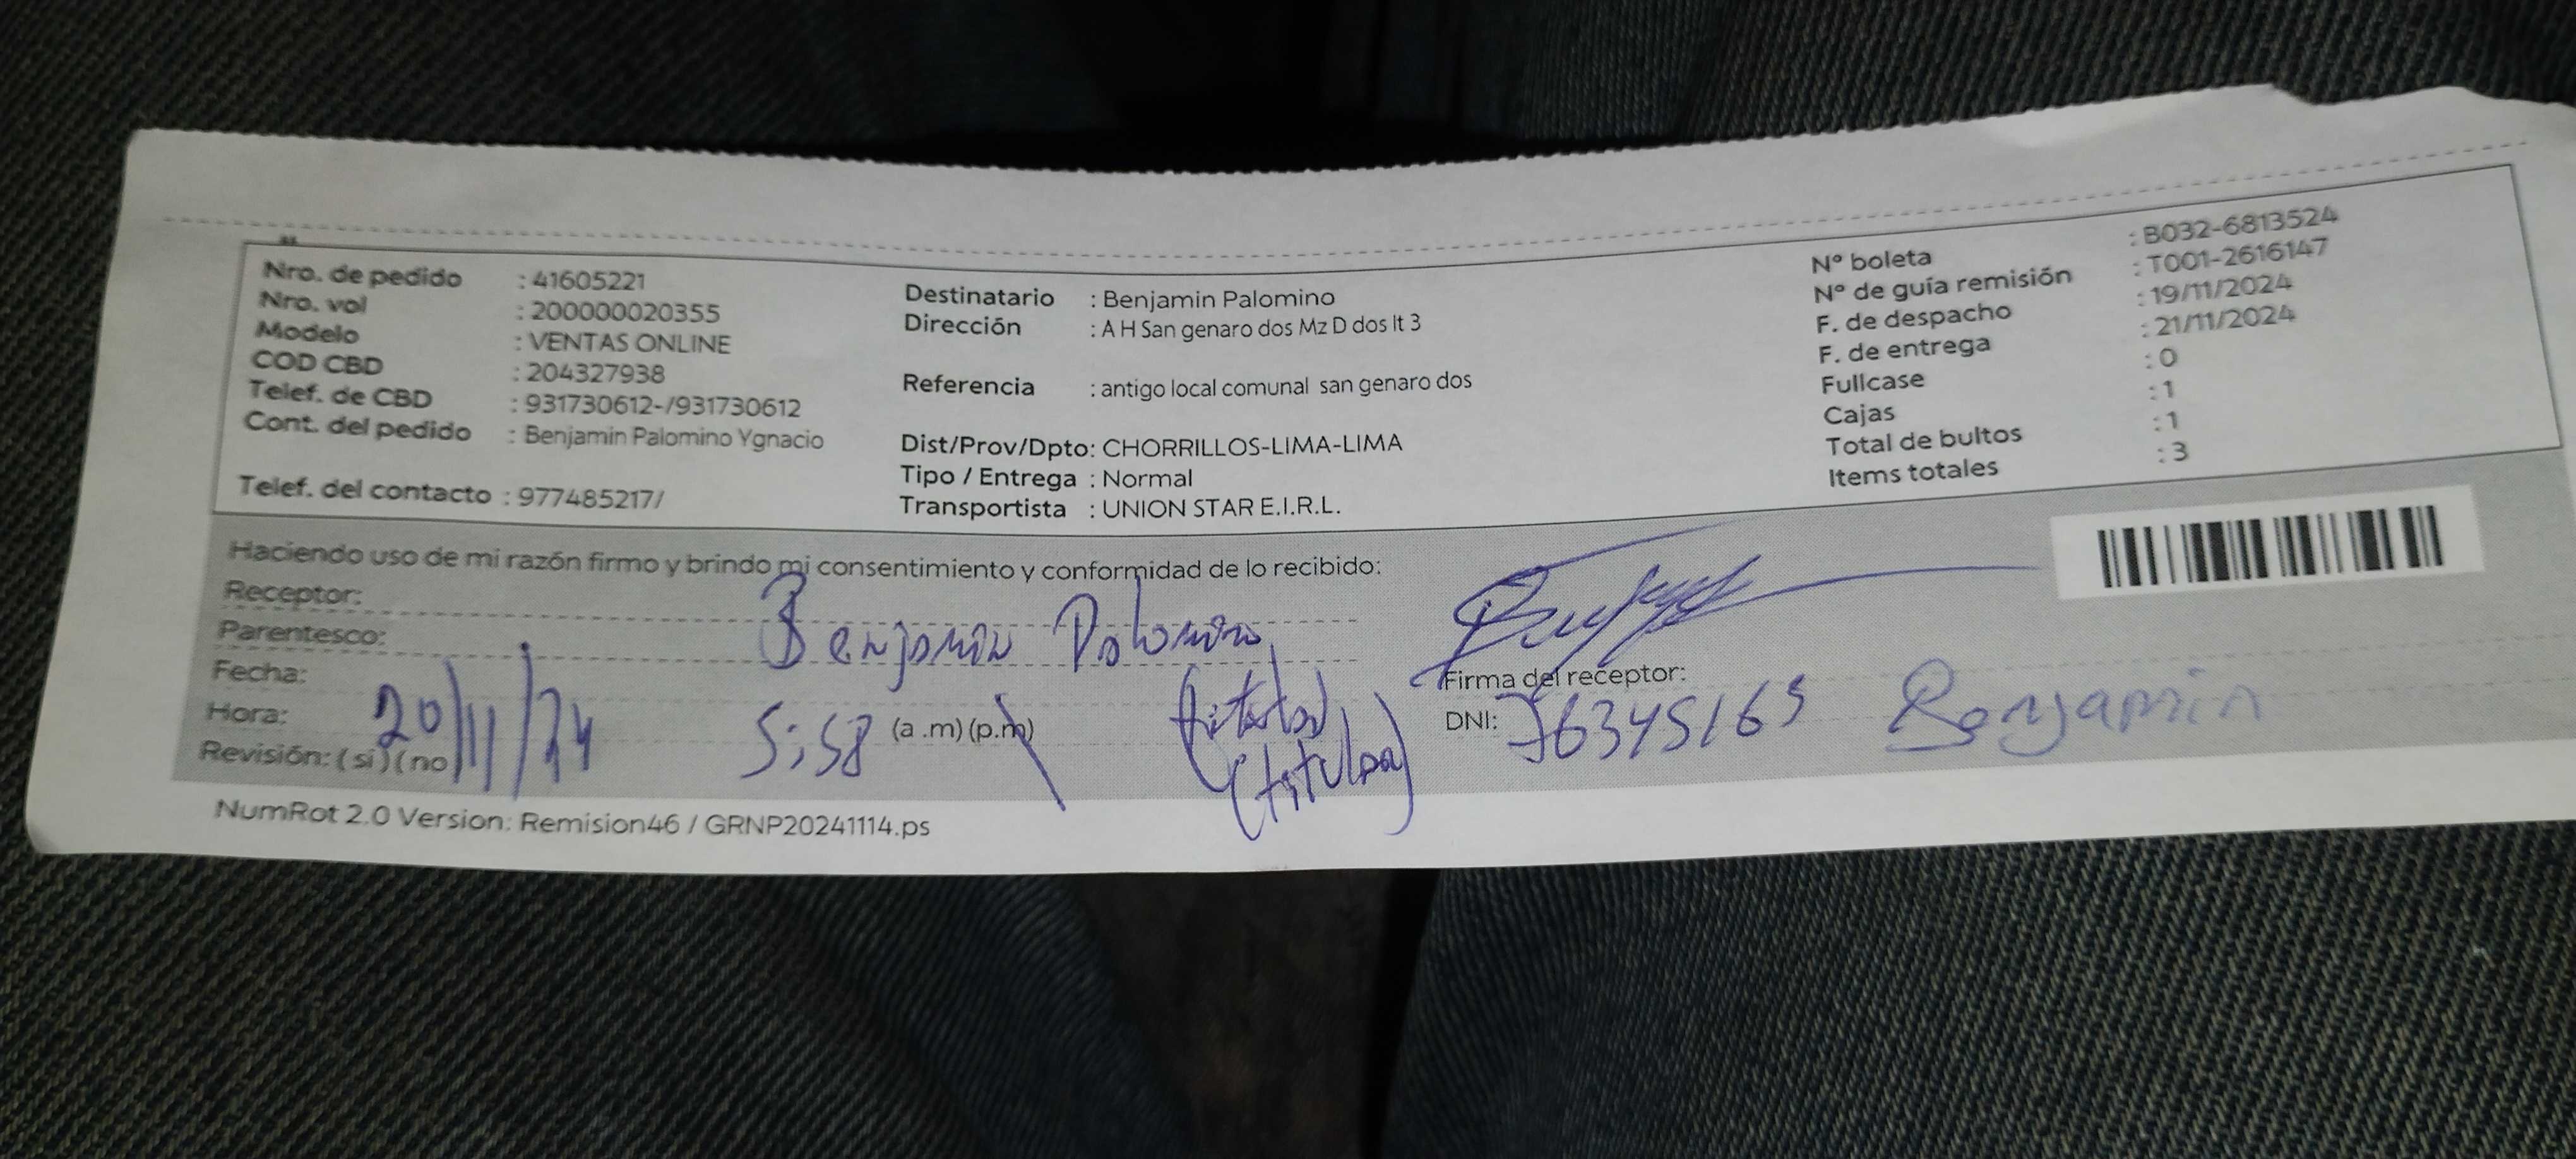 Nro. de pedido : 41605221
Nro. vol : 200000020355
Modelo : VENTAS ONLINE
COD CBD : 204327938
Telef. de CBD : 931730612-/931730612
Cont. del pedido : Benjamin Palomino Ygnacio
Telef. del contacto : 977485217/
Destinatario : Benjamin Palomino
Dirección : A H San genaro dos Mz D dos lt 3
Referencia : antigo local comunal san genaro dos
Dist/Prov/Dpto: CHORRILLOS-LIMA-LIMA
Tipo / Entrega : Normal
Transportista : UNION STAR E.I.R.L.
N° boleta : B032-6813524
N° de guía remisión : T001-2616147
F. de despacho : 19/11/2024
F. de entrega : 21/11/2024
Fullcase : 0
Cajas : 1
Total de bultos : 1
Items totales : 3
Haciendo uso de mi razón firmo y brindo mi consentimiento y conformidad de lo recibido:
Receptor: Benjamin Palomino
Parentesco: (titular)
(titular)
Fecha: 20/11/24
Hora: 5:58 (a .m) (p.m)
Revisión: ( si ) ( no
Firma del receptor:
DNI: 76345165 Benjamin
NumRot 2.0 Version: Remision46 / GRNP20241114.ps